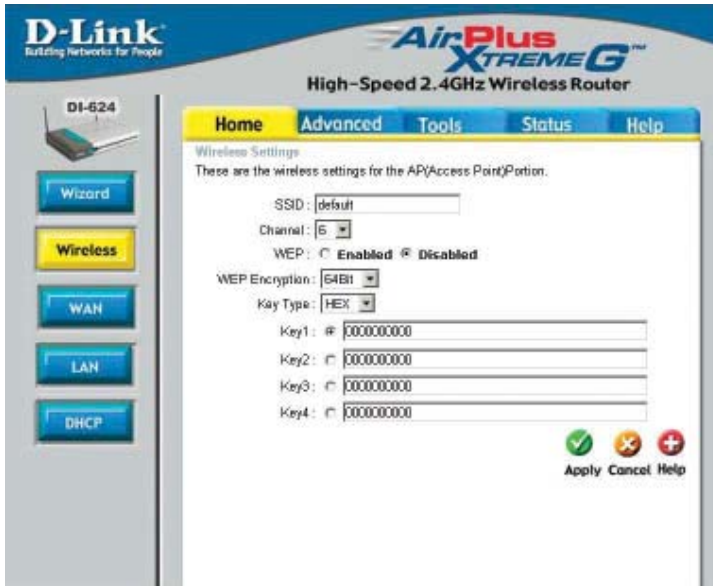 D-Link
Building Networks for People
AirPlus
XTREME G™
High-Speed 2.4GHz Wireless Router
DI-624
Home Advanced Tools Status Help
Wireless Settings
These are the wireless settings for the AP(Access Point)Portion.
Wizard
Wireless
WAN
LAN
DHCP
SSID : default
Channel : 6
WEP : Enabled Disabled
WEP Encryption : 64Bit
Key Type : HEX
Key1 : 0000000000
Key2 : 0000000000
Key3 : 0000000000
Key4 : 0000000000
Apply Cancel Help